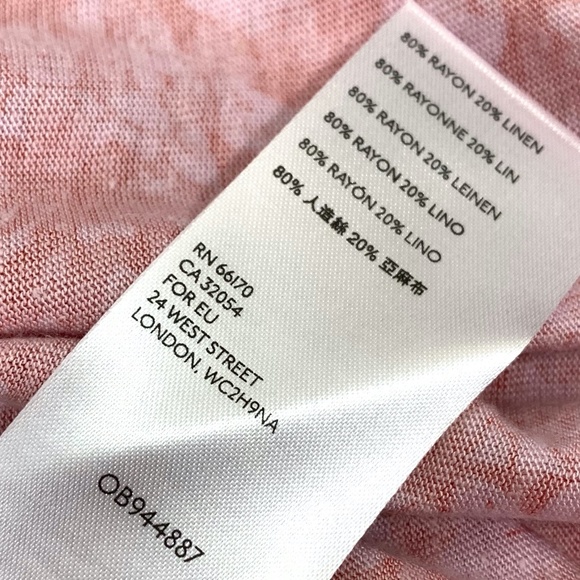 80% RAYON 20% LINEN
80% RAYONNE 20% LIN
80% RAYON 20% LEINEN
80% RAYON 20% LINO
80% RAYÓN 20% LINO
80% 人造絲 20% 亞麻布
RN 66170
CA 32054
FOR EU
24 WEST STREET
LONDON, WC2H9NA
OB944887